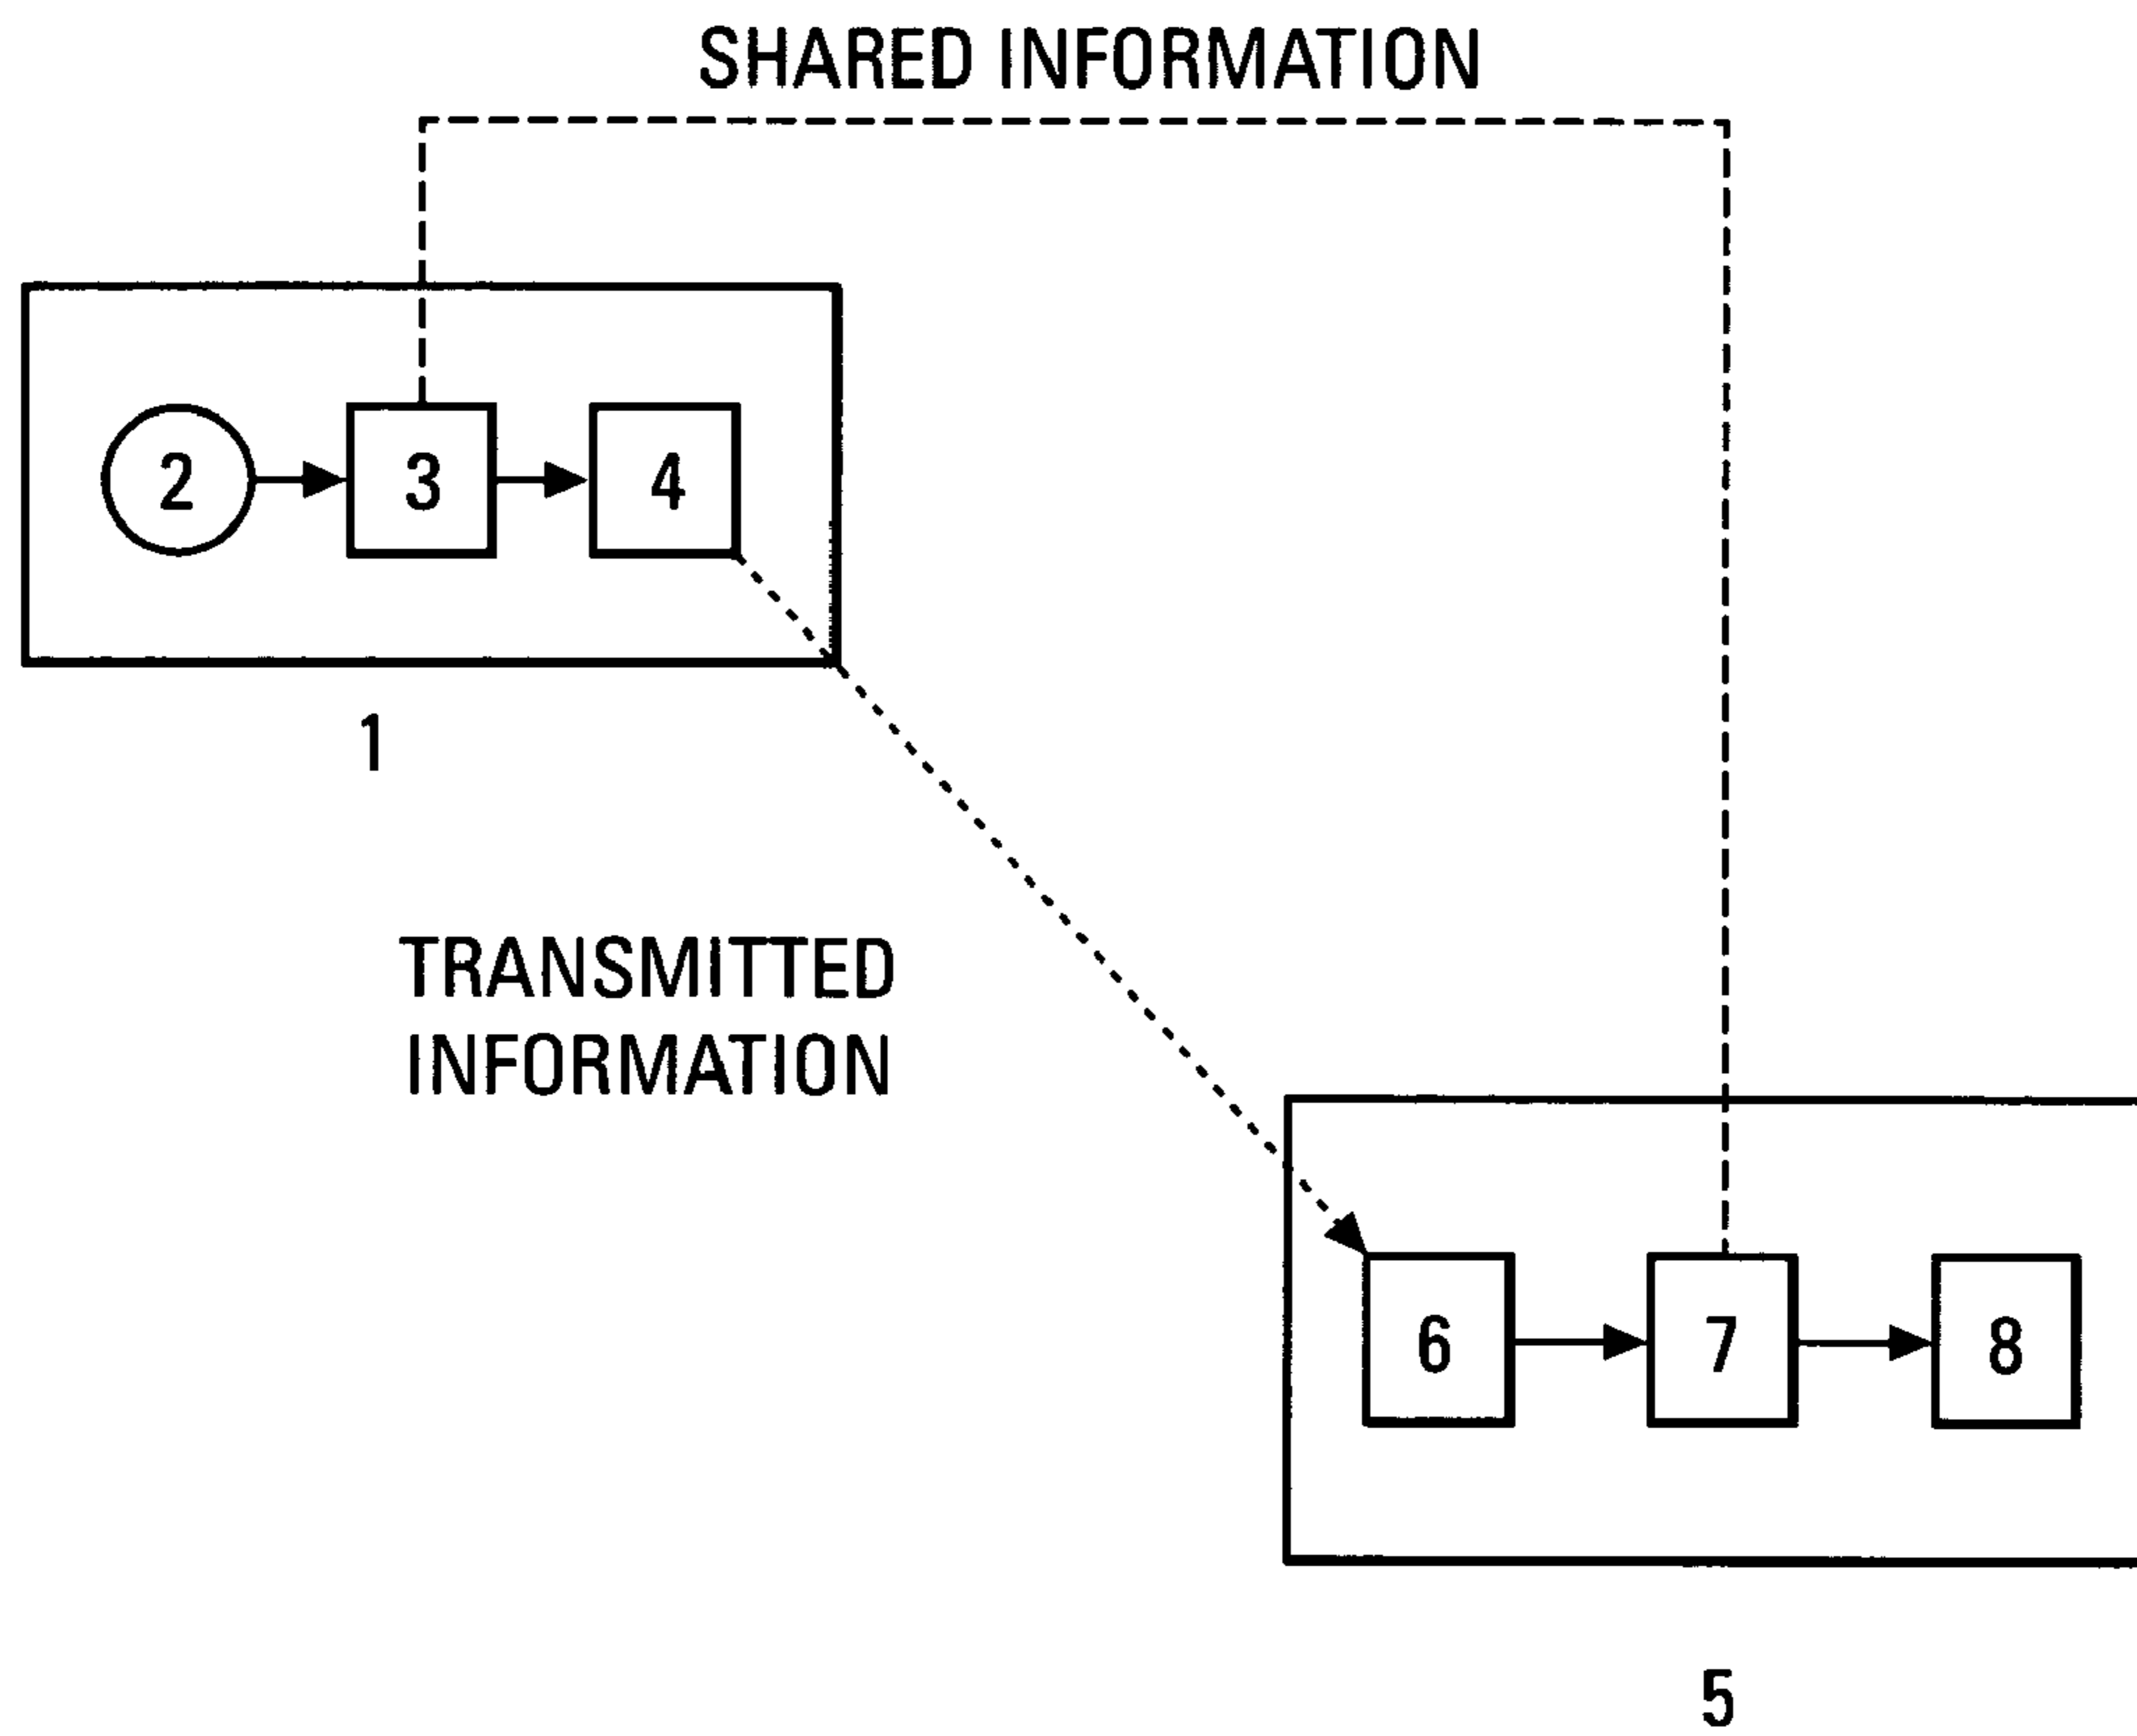 SHARED INFORMATION
2
3
4
1
TRANSMITTED
INFORMATION
6
7
8
5